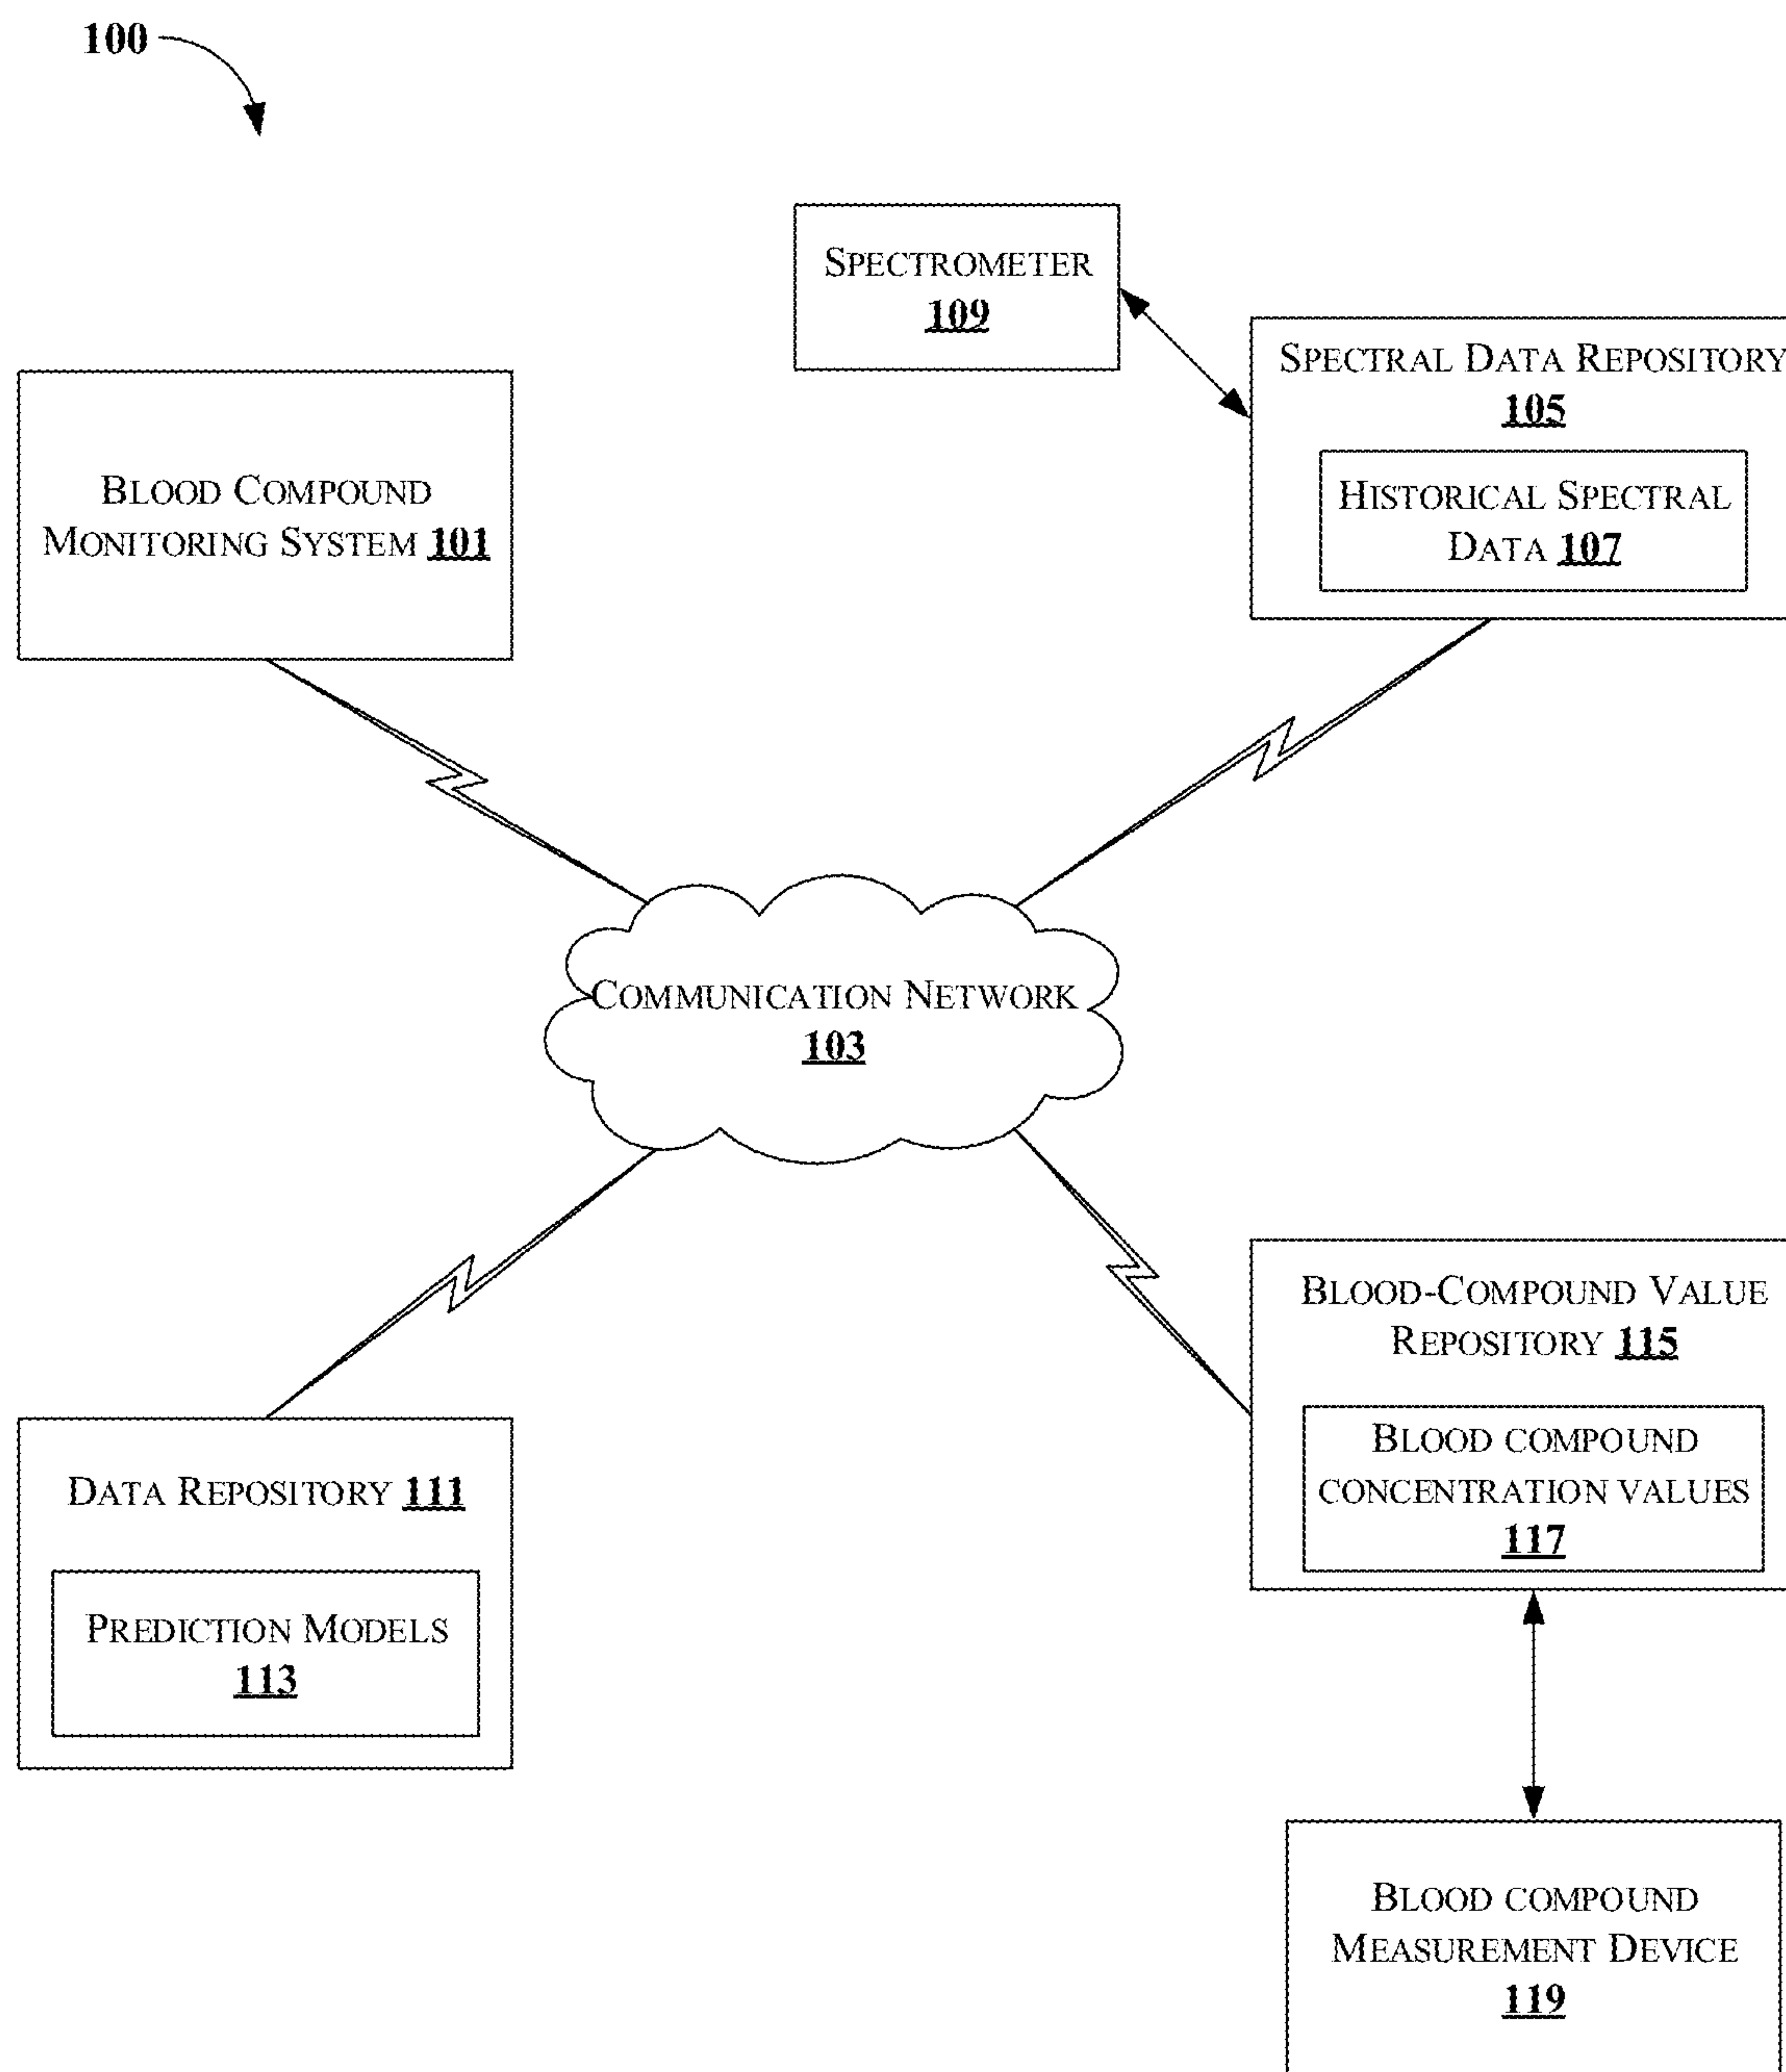 100
SPECTROMETER
109
SPECTRAL DATA REPOSITORY
105
HISTORICAL SPECTRAL
DATA 107
BLOOD COMPOUND
MONITORING SYSTEM 101
COMMUNICATION NETWORK
103
BLOOD-COMPOUND VALUE
REPOSITORY 115
BLOOD COMPOUND
CONCENTRATION VALUES
117
DATA REPOSITORY 111
PREDICTION MODELS
113
BLOOD COMPOUND
MEASUREMENT DEVICE
119